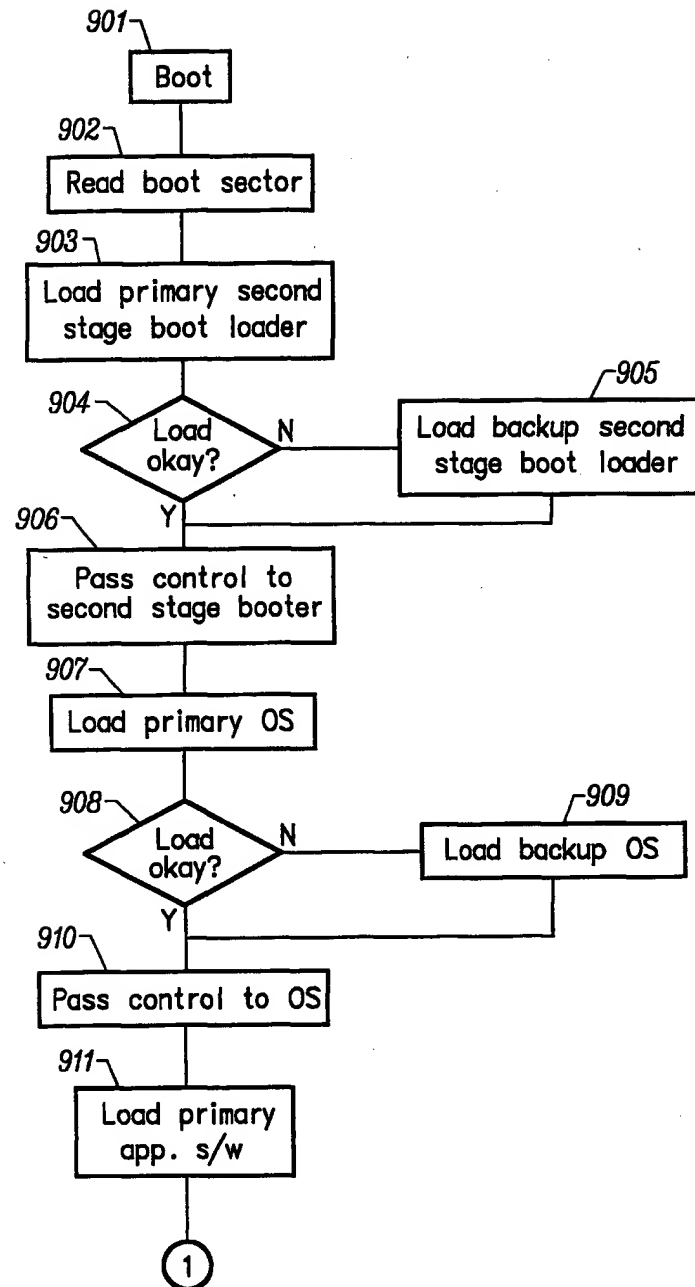 901
Boot
902
Read boot sector
903
Load primary second
stage boot loader
904
Load
okay?
N
Y
905
Load backup second
stage boot loader
906
Pass control to
second stage booter
907
Load primary OS
908
Load
okay?
N
Y
909
Load backup OS
910
Pass control to OS
911
Load primary
app. s/w
1